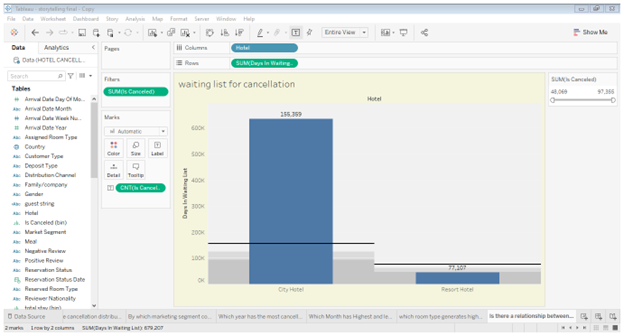 Tableau - storytelling final - Copy
File Data Worksheet Dashboard Story Analysis Map Format Server Window Help
Entire View
Show Me
Data Analytics
Data (HOTEL CANCELL...
Search
Tables
Arrival Date Day Of Mo...
Arrival Date Month
Arrival Date Week Nu...
Arrival Date Year
Assigned Room Type
Country
Customer Type
Deposit Type
Distribution Channel
Family/company
Gender
guest string
Hotel
Is Canceled (bin)
Market Segment
Meal
Negative Review
Positive Review
Reservation Status
Reservation Status Date
Reserved Room Type
Reviewer Nationality
Pages
Filters
SUM(Is Canceled)
Marks
Automatic
Color Size Label
Detail Tooltip
CNT(Is Cancel..
Columns Hotel
Rows SUM(Days In Waiting..
waiting list for cancellation
Hotel
Days In Waiting List
600K
500K
400K
300K
200K
100K
0K
155,359
77,107
City Hotel Resort Hotel
SUM(Is Canceled)
48,069 97,355
Data Source e cancellation distribu... By which marketing segment co... Which year has the most cancell... Which Month has Highest and le... which room type generates high... Is there a relationship between...
2 marks 1 row by 2 columns SUM(Days In Waiting List): 679,207